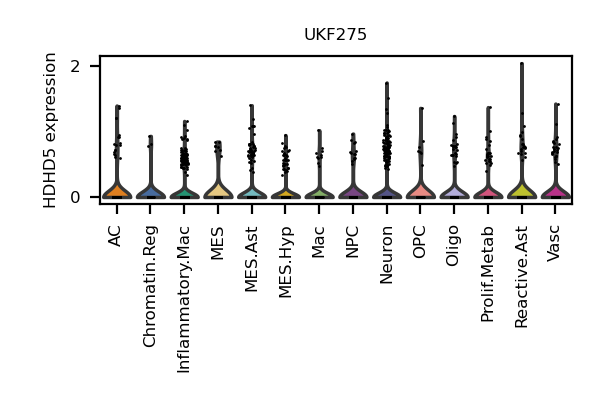 UKF275
HDHD5 expression
2
0
AC
Chromatin.Reg
Inflammatory.Mac
MES
MES.Ast
MES.Hyp
Mac
NPC
Neuron
OPC
Oligo
Prolif.Metab
Reactive.Ast
Vasc